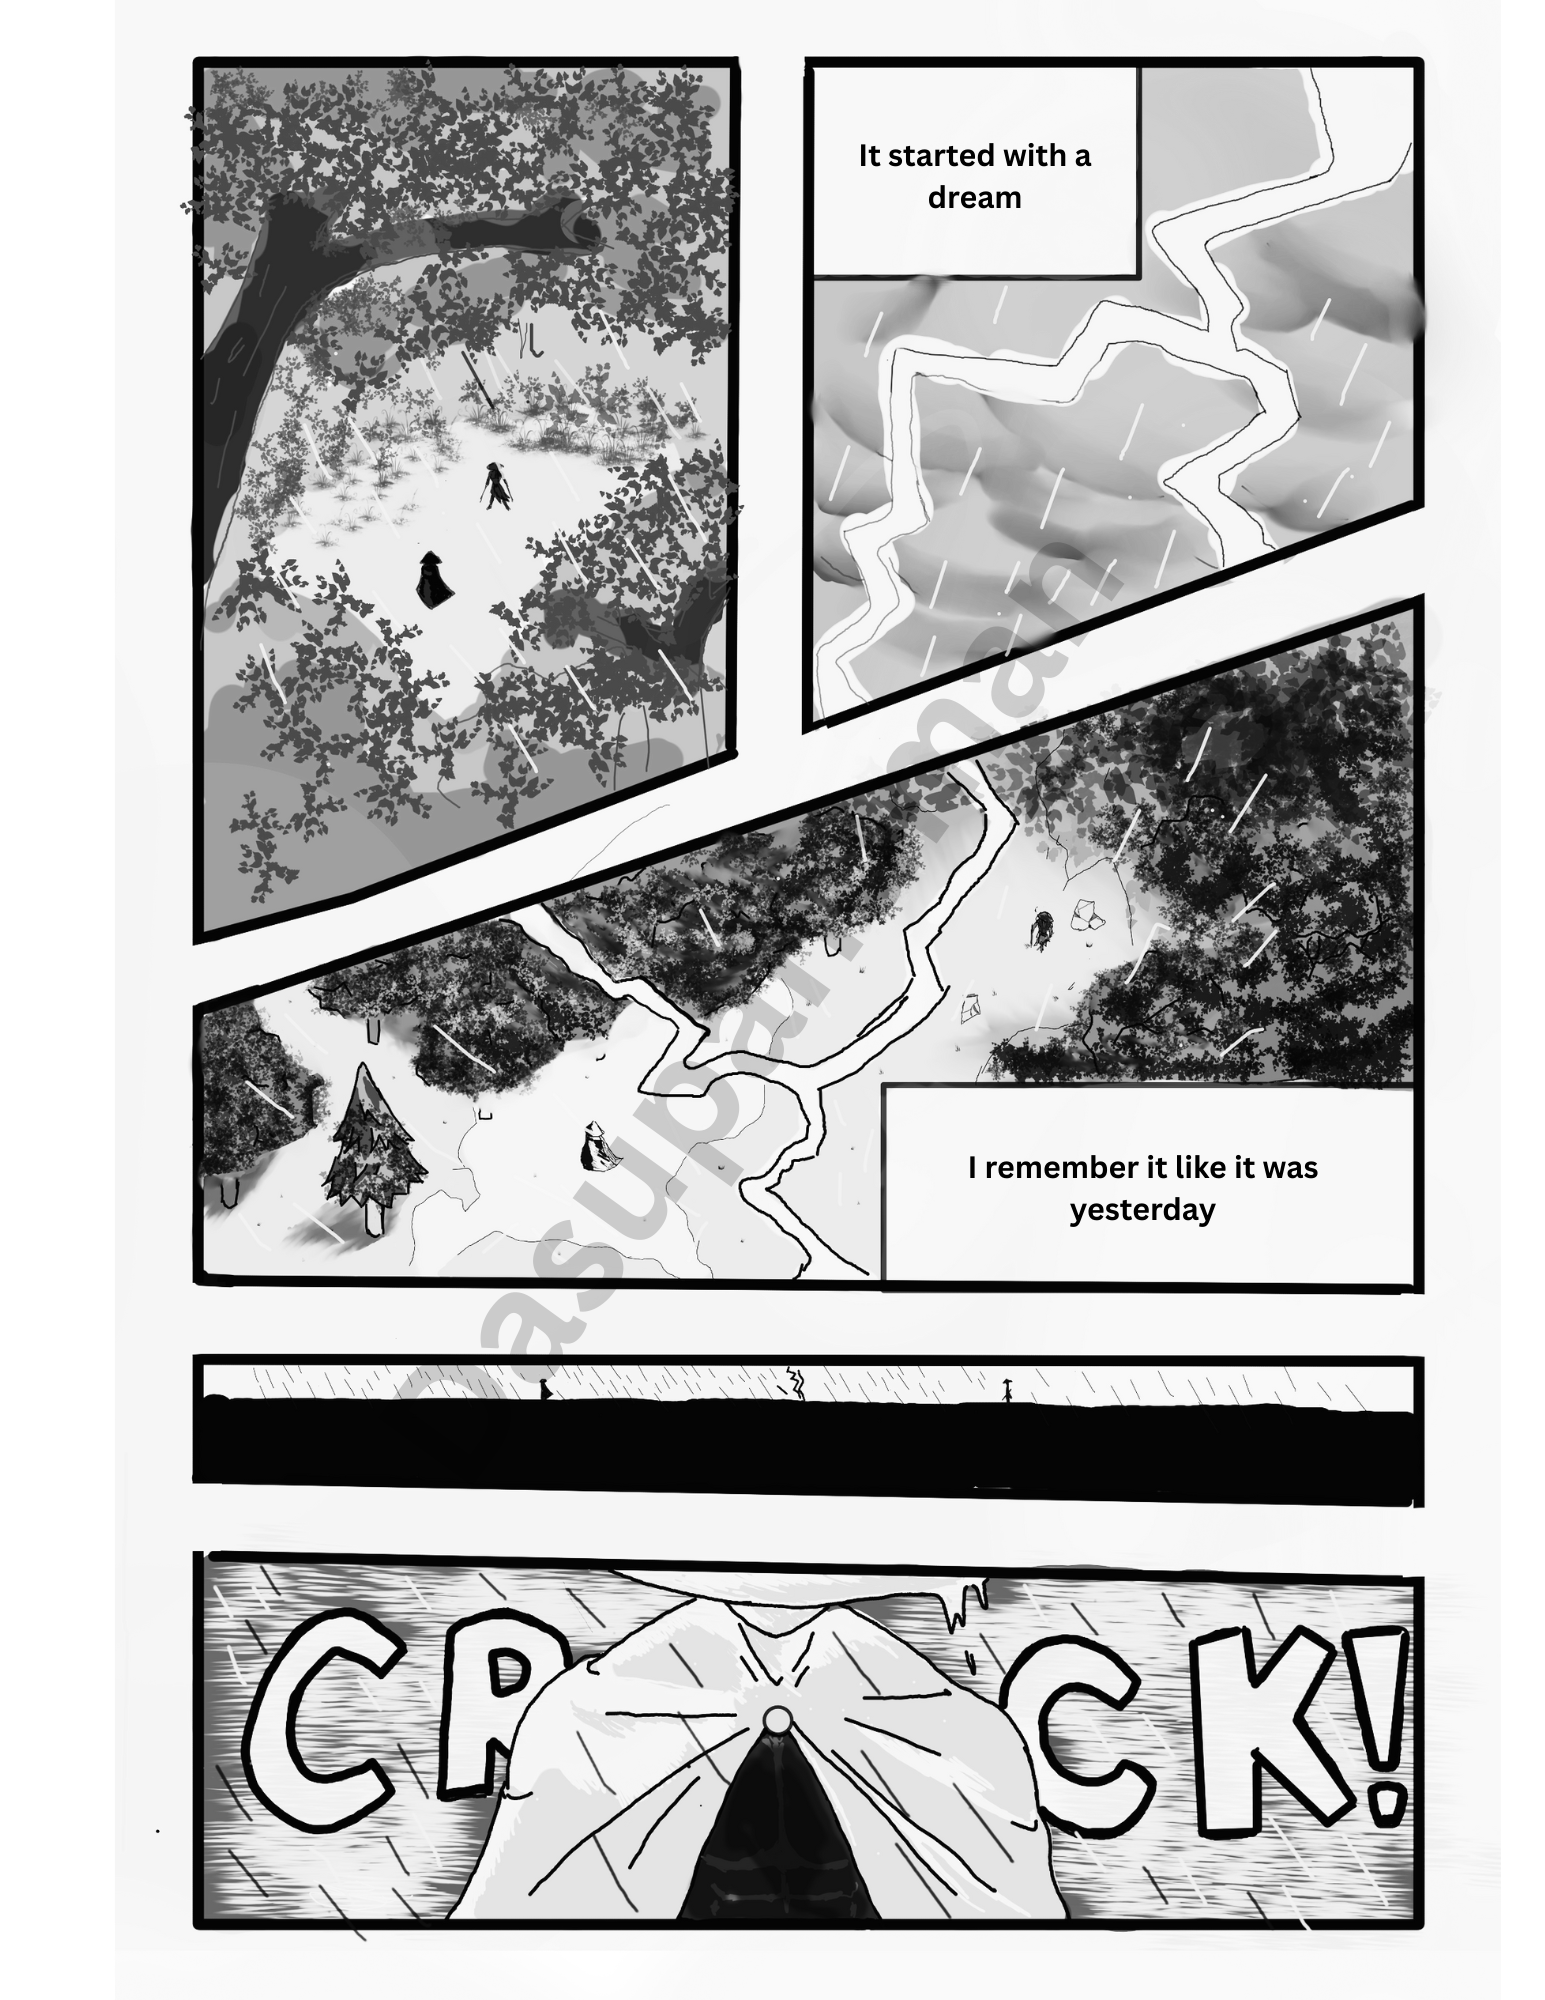 It started with a
dream
I remember it like it was
yesterday
CR CK!